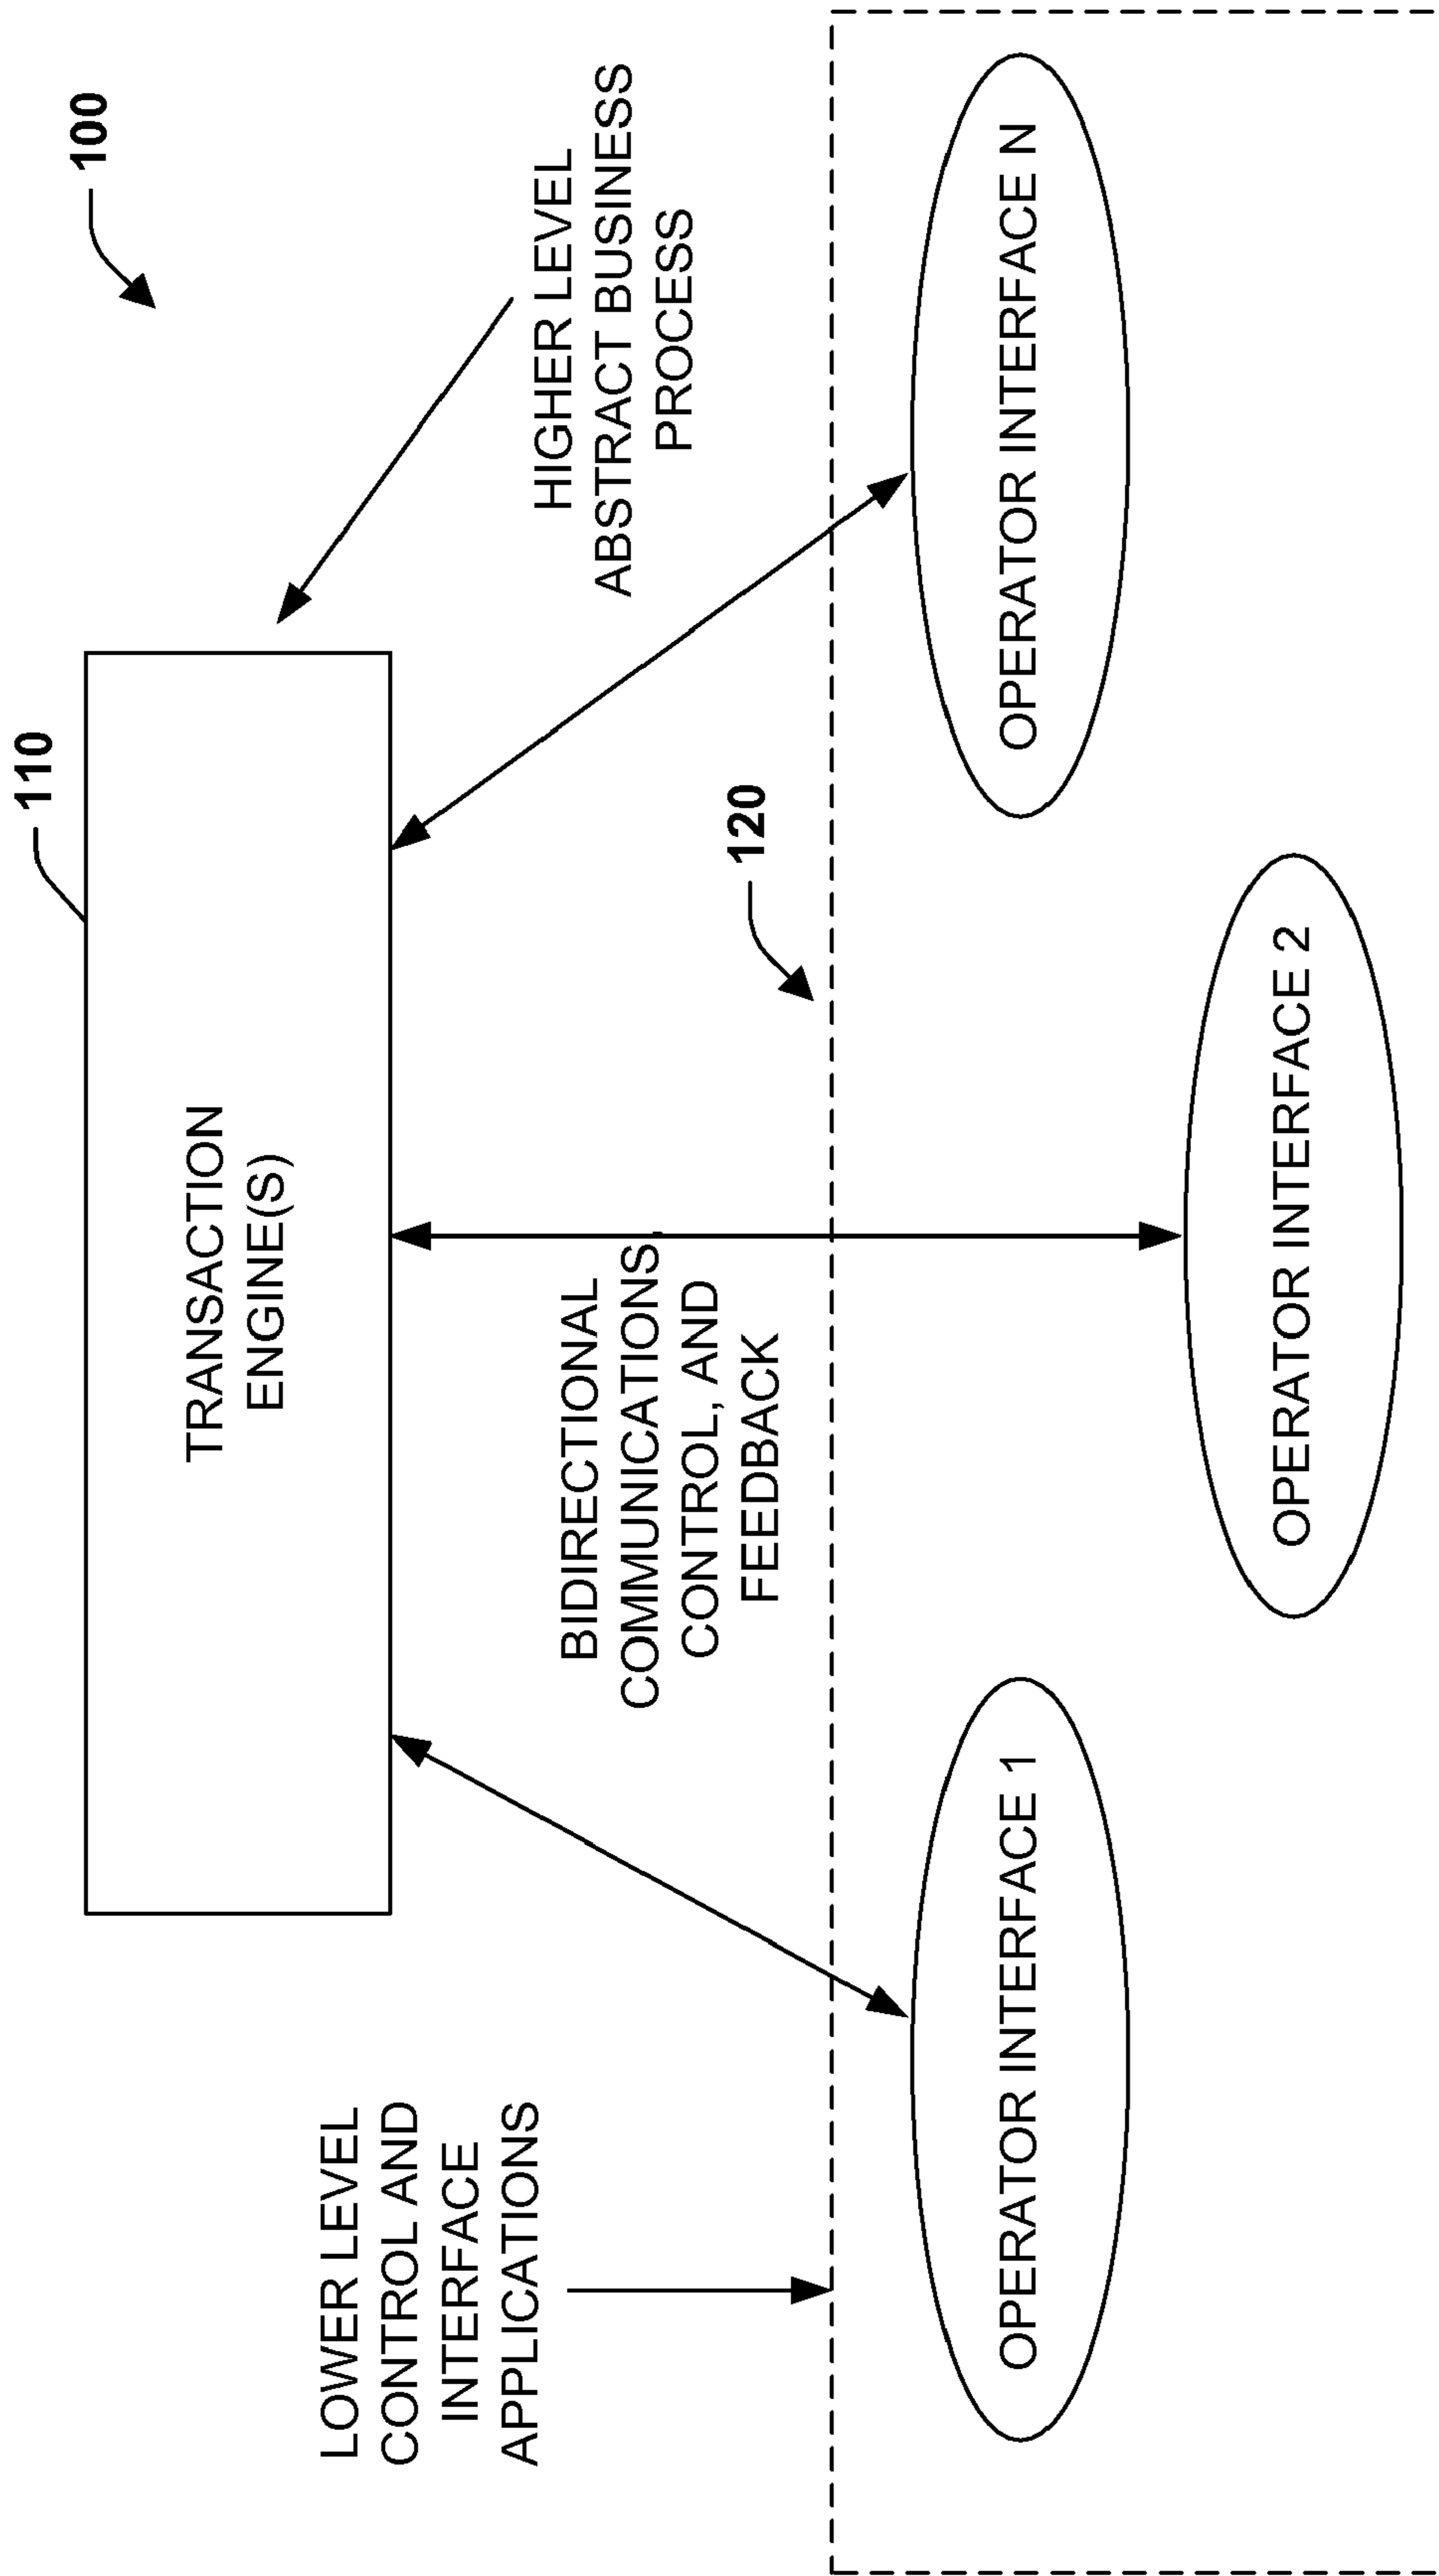 100
110
TRANSACTION
ENGINE(S)
LOWER LEVEL
CONTROL AND
INTERFACE
APPLICATIONS
HIGHER LEVEL
ABSTRACT BUSINESS
PROCESS
BIDIRECTIONAL
COMMUNICATIONS,
CONTROL, AND
FEEDBACK
120
OPERATOR INTERFACE 1
OPERATOR INTERFACE 2
OPERATOR INTERFACE N